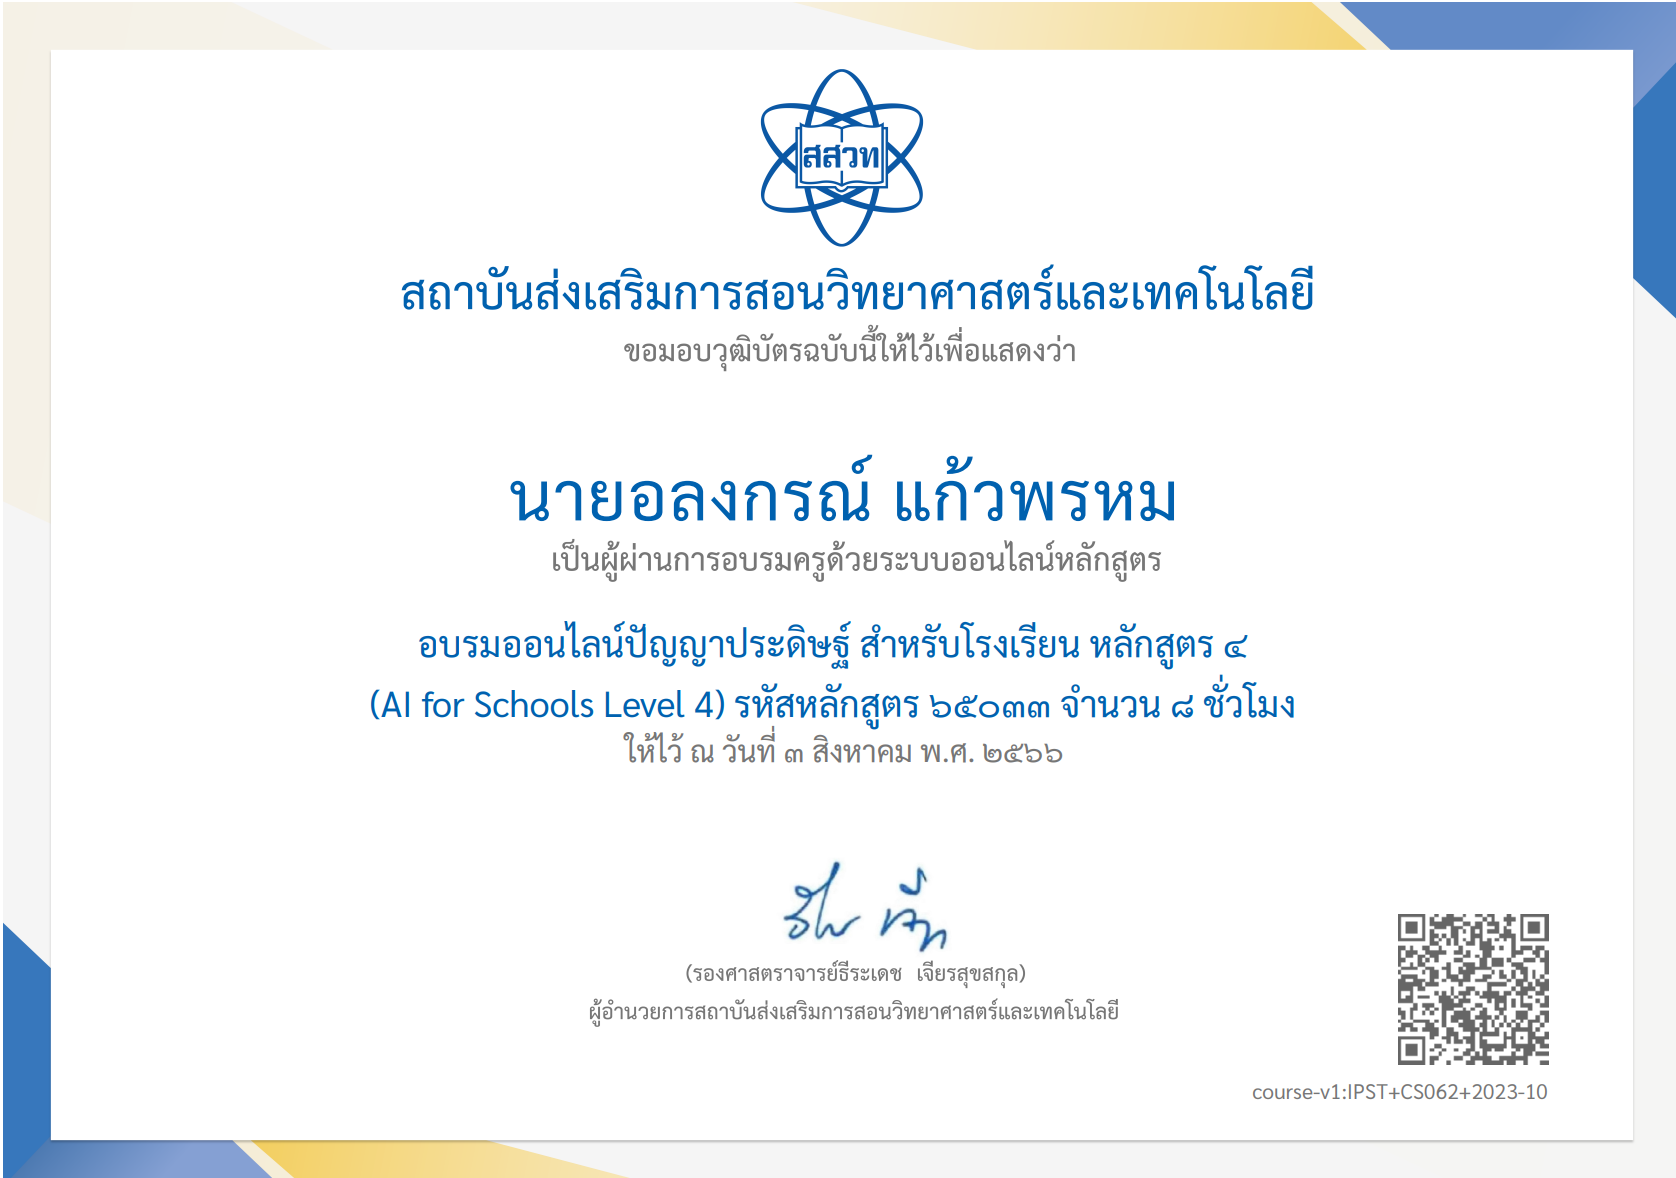 สสวท
สถาบันส่งเสริมการสอนวิทยาศาสตร์และเทคโนโลยี
ขอมอบวุฒิบัตรฉบับนี้ให้ไว้เพื่อแสดงว่า
นายอลงกรณ์ แก้วพรหม
เป็นผู้ผ่านการอบรมครูด้วยระบบออนไลน์หลักสูตร
อบรมออนไลน์ปัญญาประดิษฐ์ สำหรับโรงเรียน หลักสูตร ๔
(AI for Schools Level 4) รหัสหลักสูตร ๖๕๐๓๓ จำนวน ๘ ชั่วโมง
ให้ไว้ ณ วันที่ ๓ สิงหาคม พ.ศ. ๒๕๖๖
(รองศาสตราจารย์ธีระเดช เจียรสุขสกุล)
ผู้อำนวยการสถาบันส่งเสริมการสอนวิทยาศาสตร์และเทคโนโลยี
course-v1:IPST+CS062+2023-10